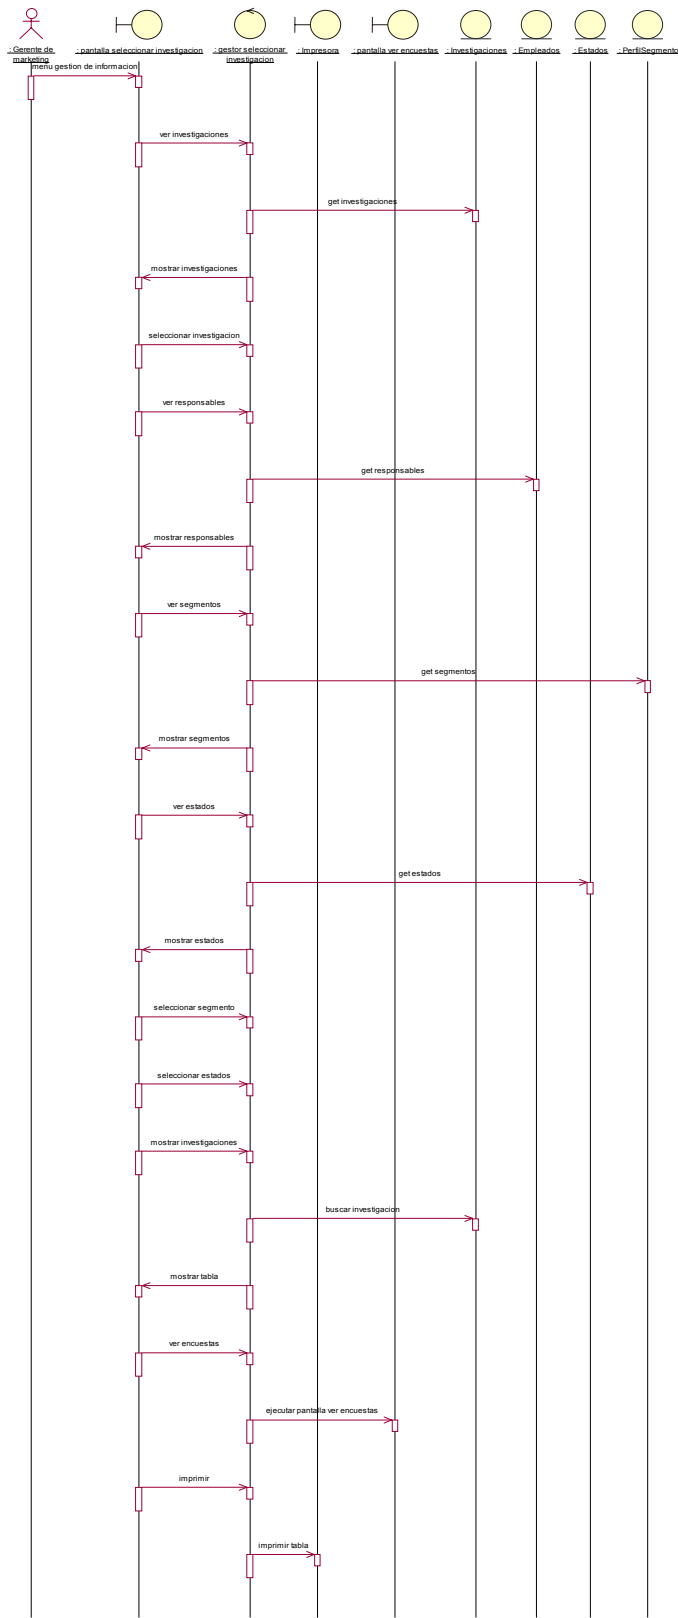 : Gerente de
marketing
: pantalla seleccionar investigacion
: gestor seleccionar
investigacion
: Impresora
: pantalla ver encuestas
: Investigaciones
: Empleados
: Estados
: PerfilSegmento
menu gestion de informacion
ver investigaciones
get investigaciones
mostrar investigaciones
seleccionar investigacion
ver responsables
get responsables
mostrar responsables
ver segmentos
get segmentos
mostrar segmentos
ver estados
get estados
mostrar estados
seleccionar segmento
seleccionar estados
mostrar investigaciones
buscar investigacion
mostrar tabla
ver encuestas
ejecutar pantalla ver encuestas
imprimir
imprimir tabla